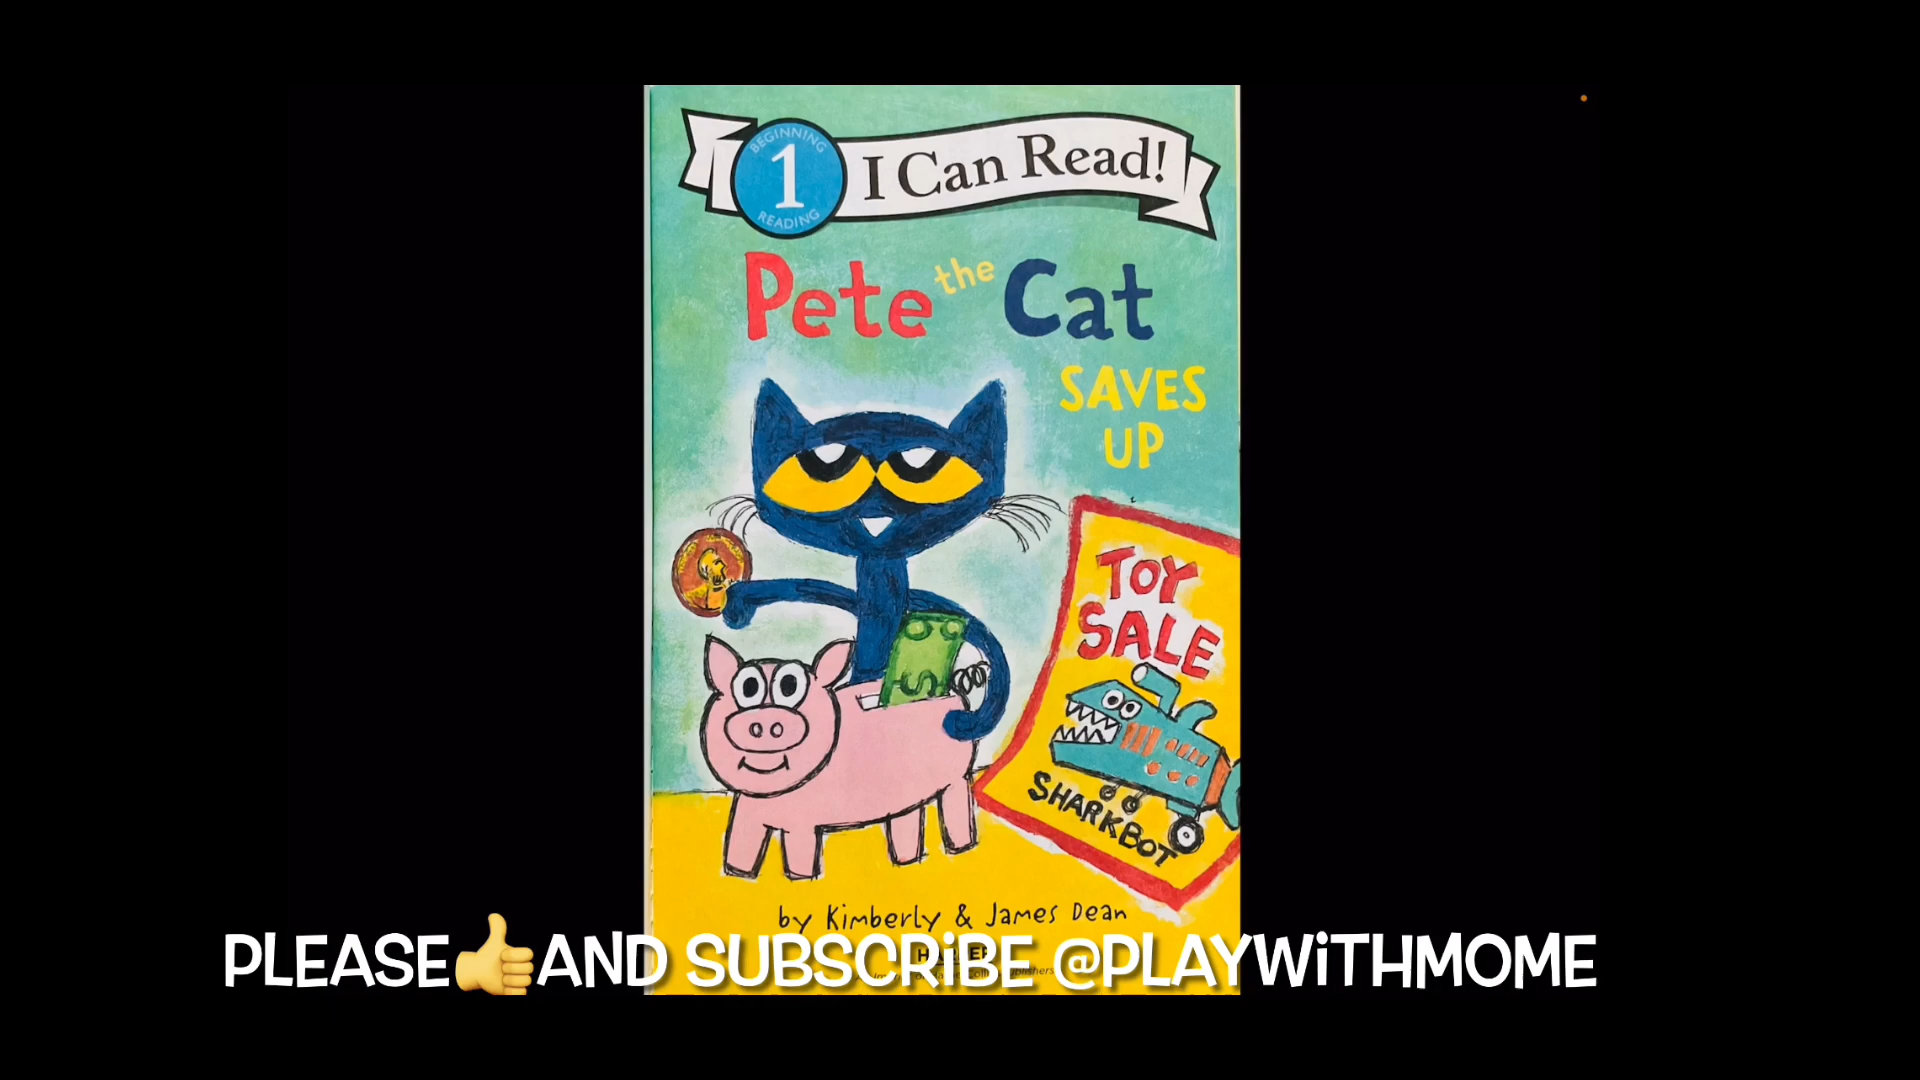 BEGINNING
1
READING
I Can Read!
Pete the Cat
SAVES
UP
TOY
SALE
SHARKBOT
by Kimberly & James Dean
PLEASE👍AND SUBSCRIBE @PLAYWITHMOME